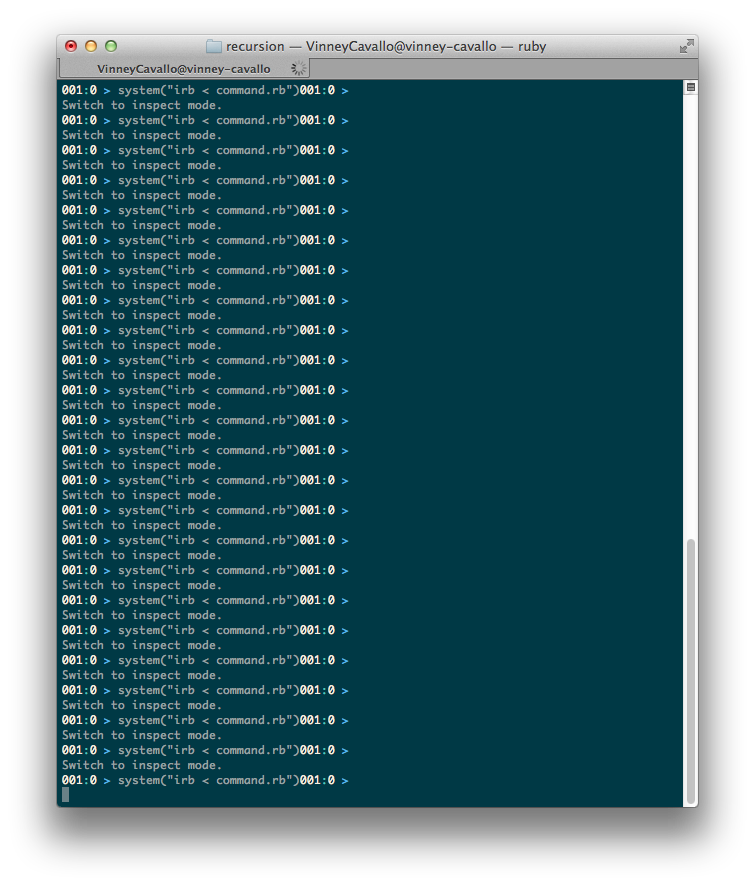 recursion — VinneyCavallo@vinney-cavallo — ruby
VinneyCavallo@vinney-cavallo
001:0 > system("irb < command.rb")001:0 >
Switch to inspect mode.
001:0 > system("irb < command.rb")001:0 >
Switch to inspect mode.
001:0 > system("irb < command.rb")001:0 >
Switch to inspect mode.
001:0 > system("irb < command.rb")001:0 >
Switch to inspect mode.
001:0 > system("irb < command.rb")001:0 >
Switch to inspect mode.
001:0 > system("irb < command.rb")001:0 >
Switch to inspect mode.
001:0 > system("irb < command.rb")001:0 >
Switch to inspect mode.
001:0 > system("irb < command.rb")001:0 >
Switch to inspect mode.
001:0 > system("irb < command.rb")001:0 >
Switch to inspect mode.
001:0 > system("irb < command.rb")001:0 >
Switch to inspect mode.
001:0 > system("irb < command.rb")001:0 >
Switch to inspect mode.
001:0 > system("irb < command.rb")001:0 >
Switch to inspect mode.
001:0 > system("irb < command.rb")001:0 >
Switch to inspect mode.
001:0 > system("irb < command.rb")001:0 >
Switch to inspect mode.
001:0 > system("irb < command.rb")001:0 >
Switch to inspect mode.
001:0 > system("irb < command.rb")001:0 >
Switch to inspect mode.
001:0 > system("irb < command.rb")001:0 >
Switch to inspect mode.
001:0 > system("irb < command.rb")001:0 >
Switch to inspect mode.
001:0 > system("irb < command.rb")001:0 >
Switch to inspect mode.
001:0 > system("irb < command.rb")001:0 >
Switch to inspect mode.
001:0 > system("irb < command.rb")001:0 >
Switch to inspect mode.
001:0 > system("irb < command.rb")001:0 >
Switch to inspect mode.
001:0 > system("irb < command.rb")001:0 >
Switch to inspect mode.
001:0 > system("irb < command.rb")001:0 >